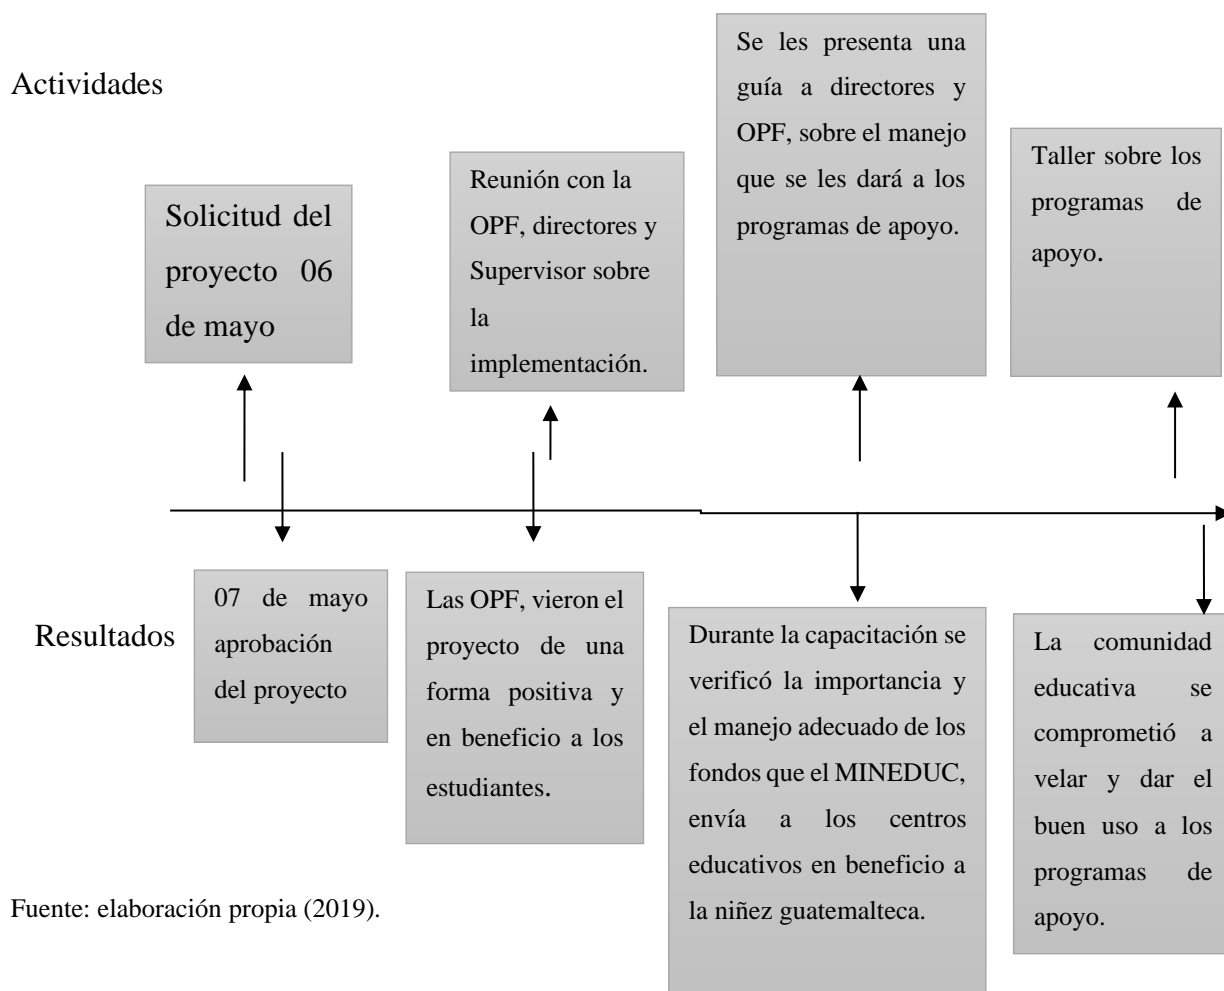 Actividades
Solicitud del
proyecto 06
de mayo
Reunión con la
OPF, directores y
Supervisor sobre
la
implementación.
Se les presenta una
guía a directores y
OPF, sobre el manejo
que se les dará a los
programas de apoyo.
Taller sobre los
programas de
apoyo.
Resultados
07 de mayo
aprobación
del proyecto
Las OPF, vieron el
proyecto de una
forma positiva y
en beneficio a los
estudiantes.
Durante la capacitación se
verificó la importancia y
el manejo adecuado de los
fondos que el MINEDUC,
envía a los centros
educativos en beneficio a
la niñez guatemalteca.
La comunidad
educativa se
comprometió a
velar y dar el
buen uso a los
programas de
apoyo.
Fuente: elaboración propia (2019).